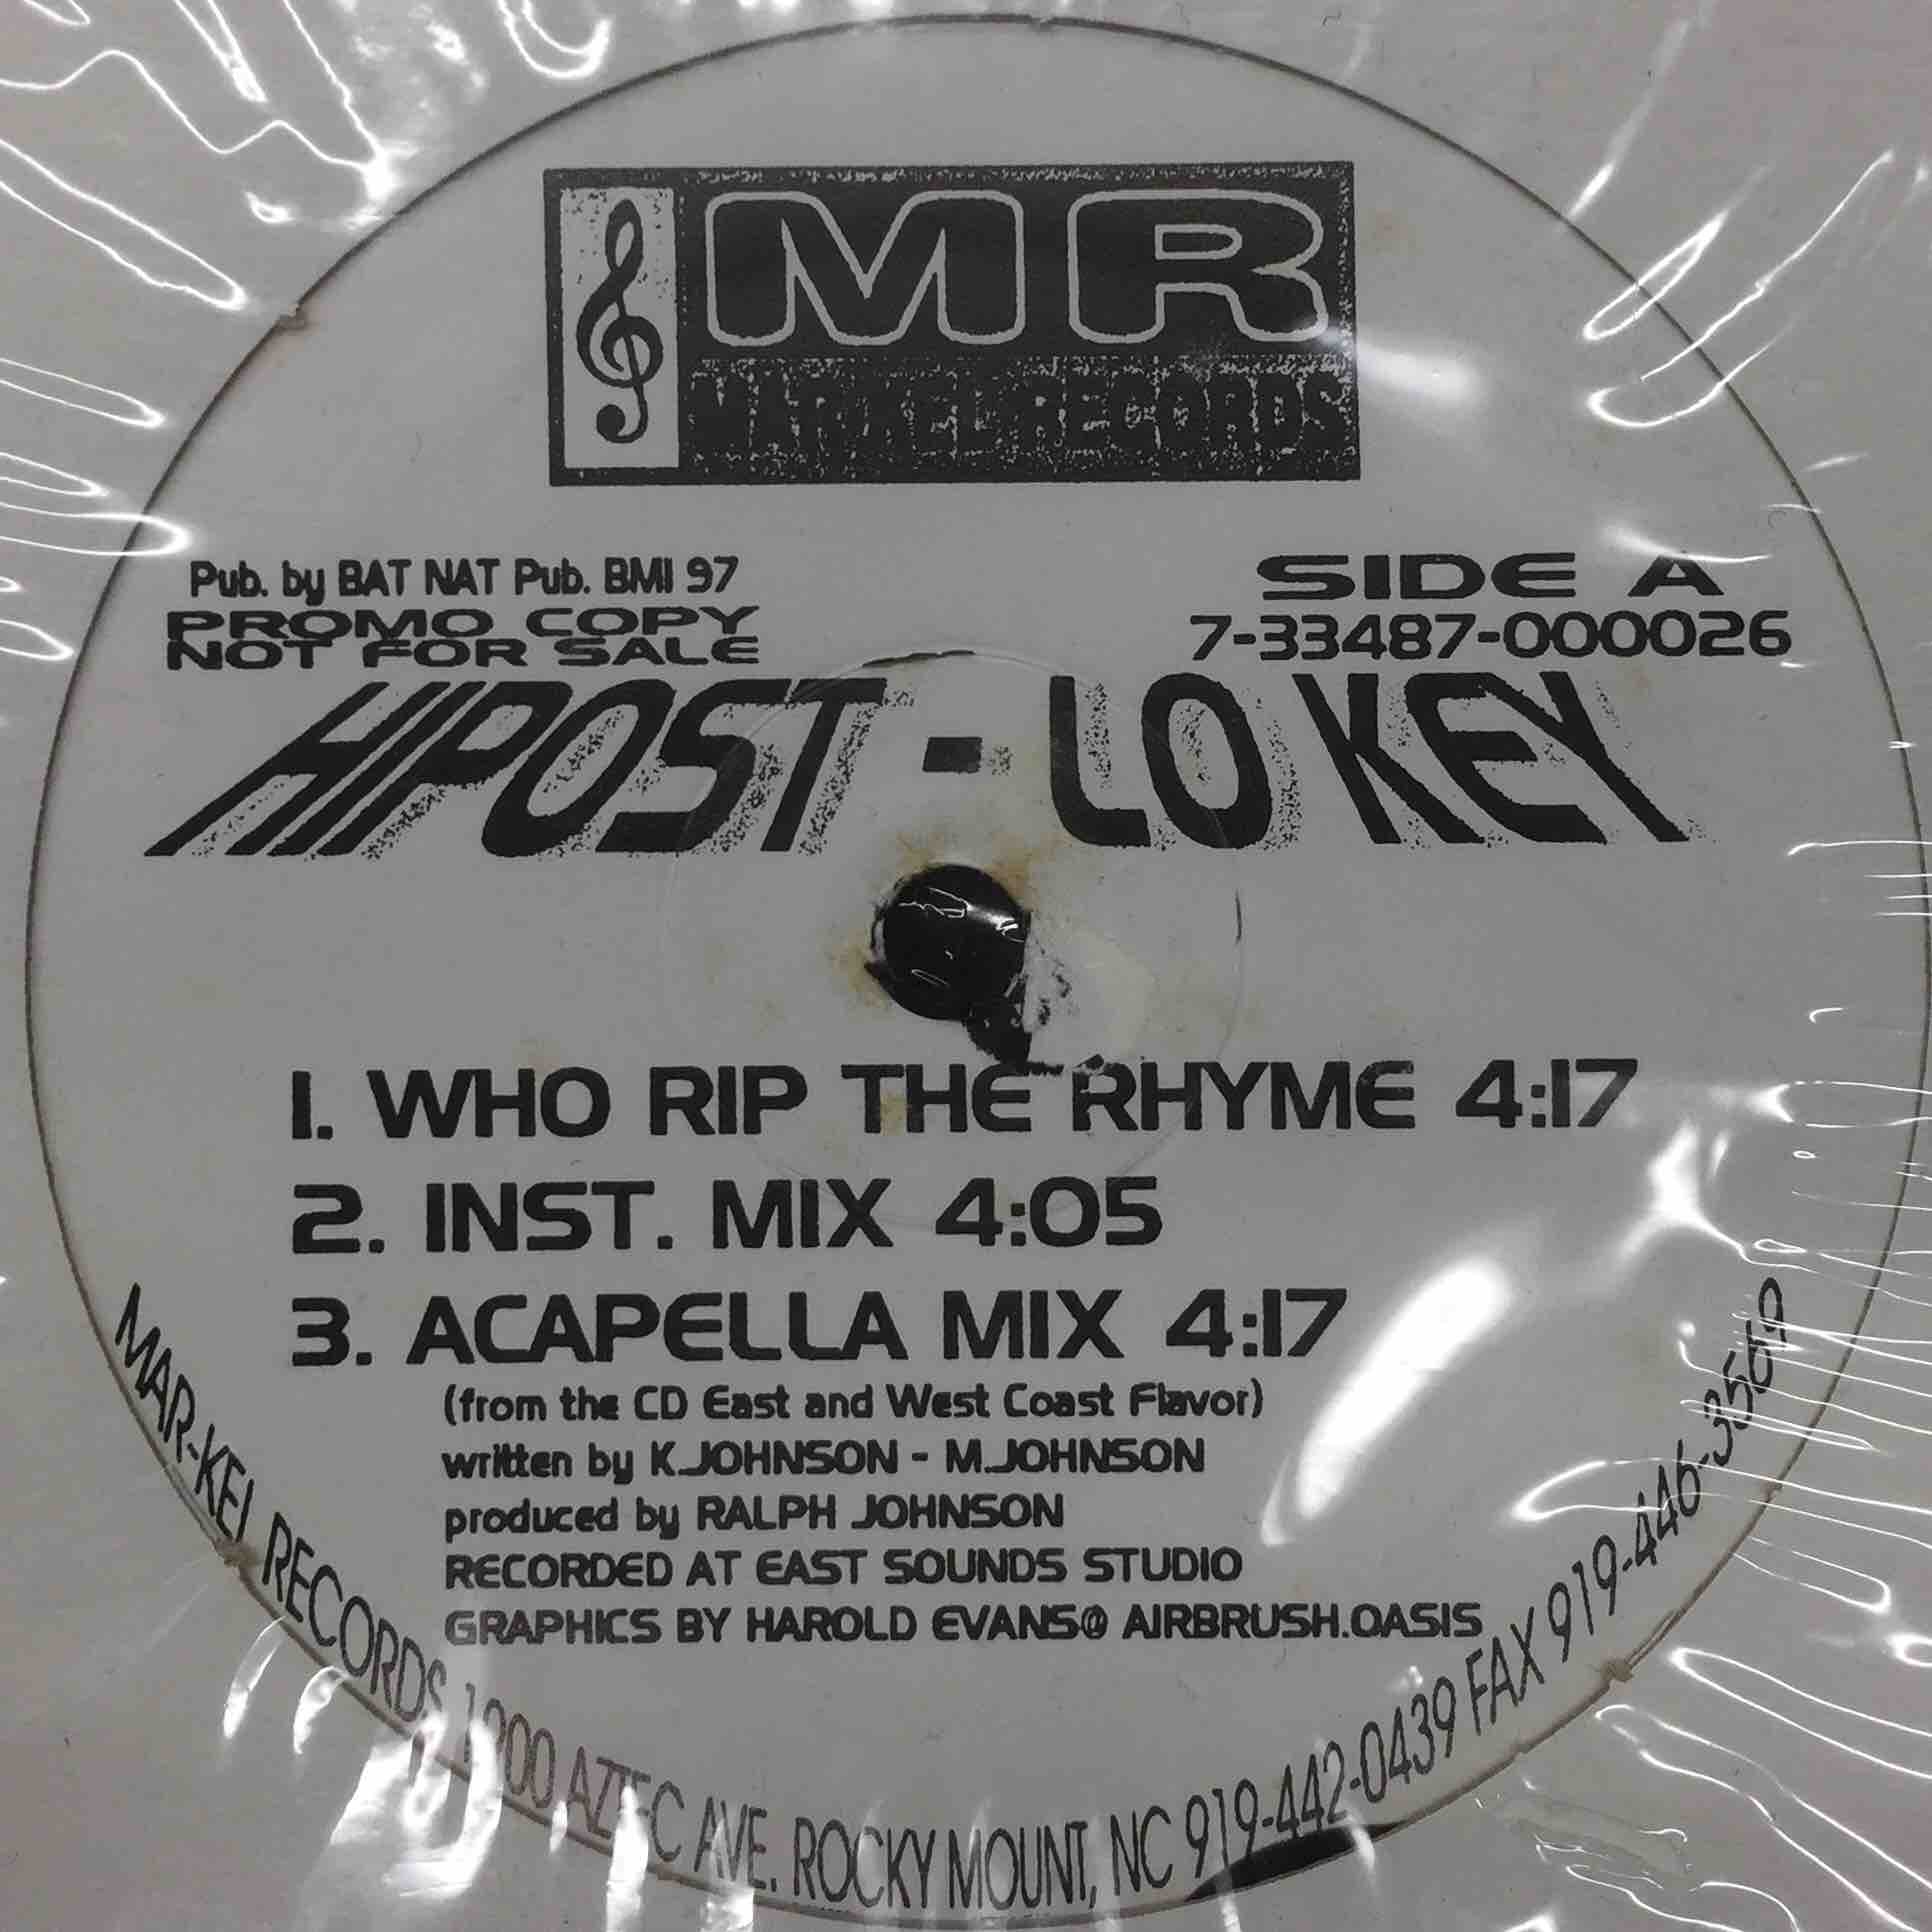 MR
MAR-KEL RECORDS
Pub. by BAT NAT Pub. BMI 97
PROMO COPY
NOT FOR SALE
SIDE A
7-33487-000026
HIPOST - LO KEY
1. WHO RIP THE RHYME 4:17
2. INST. MIX 4:05
3. ACAPELLA MIX 4:17
(from the CD East and West Coast Flavor)
written by K.JOHNSON - M.JOHNSON
produced by RALPH JOHNSON
RECORDED AT EAST SOUNDS STUDIO
GRAPHICS BY HAROLD EVANS@ AIRBRUSH.OASIS
MAR-KEL RECORDS 1200 AZTEC AVE. ROCKY MOUNT, NC 919-442-0439 FAX 919-446-3569